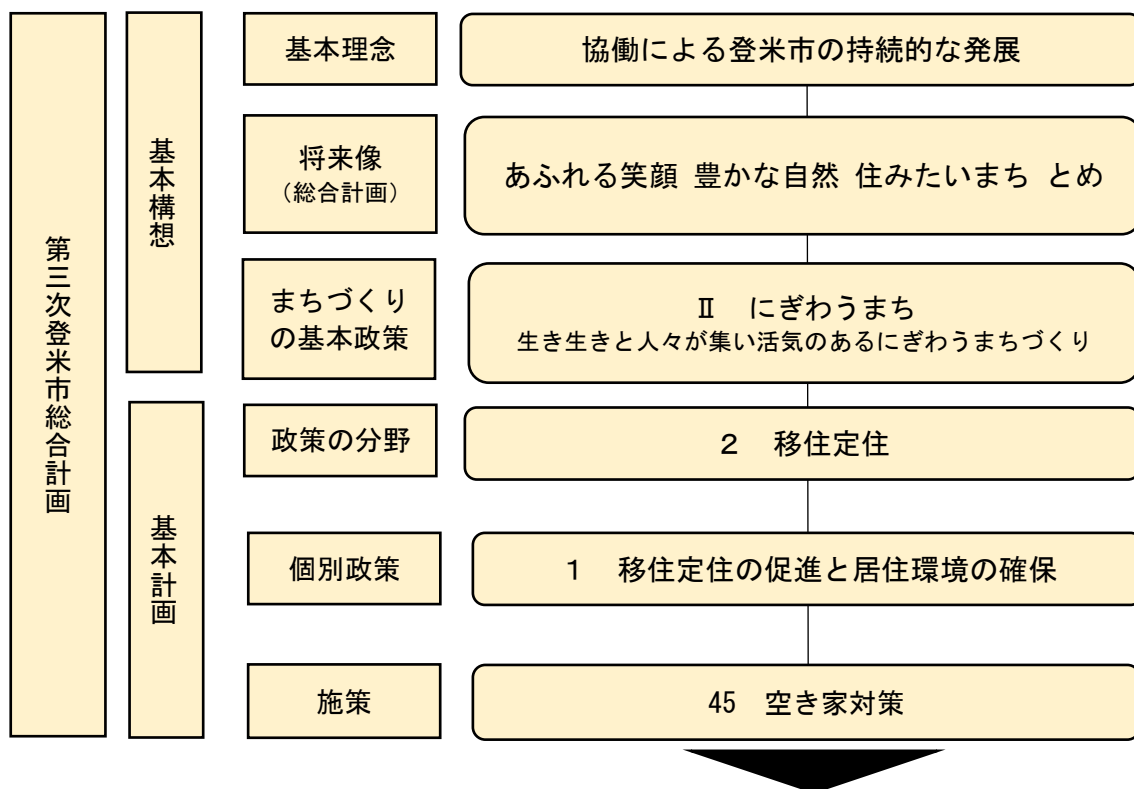 第三次登米市総合計画
基本構想
基本理念
協働による登米市の持続的な発展
将来像
（総合計画）
あふれる笑顔 豊かな自然 住みたいまち とめ
まちづくり
の基本政策
Ⅱ　にぎわうまち
生き生きと人々が集い活気のあるにぎわうまちづくり
基本計画
政策の分野
２　移住定住
個別政策
１　移住定住の促進と居住環境の確保
施策
45　空き家対策